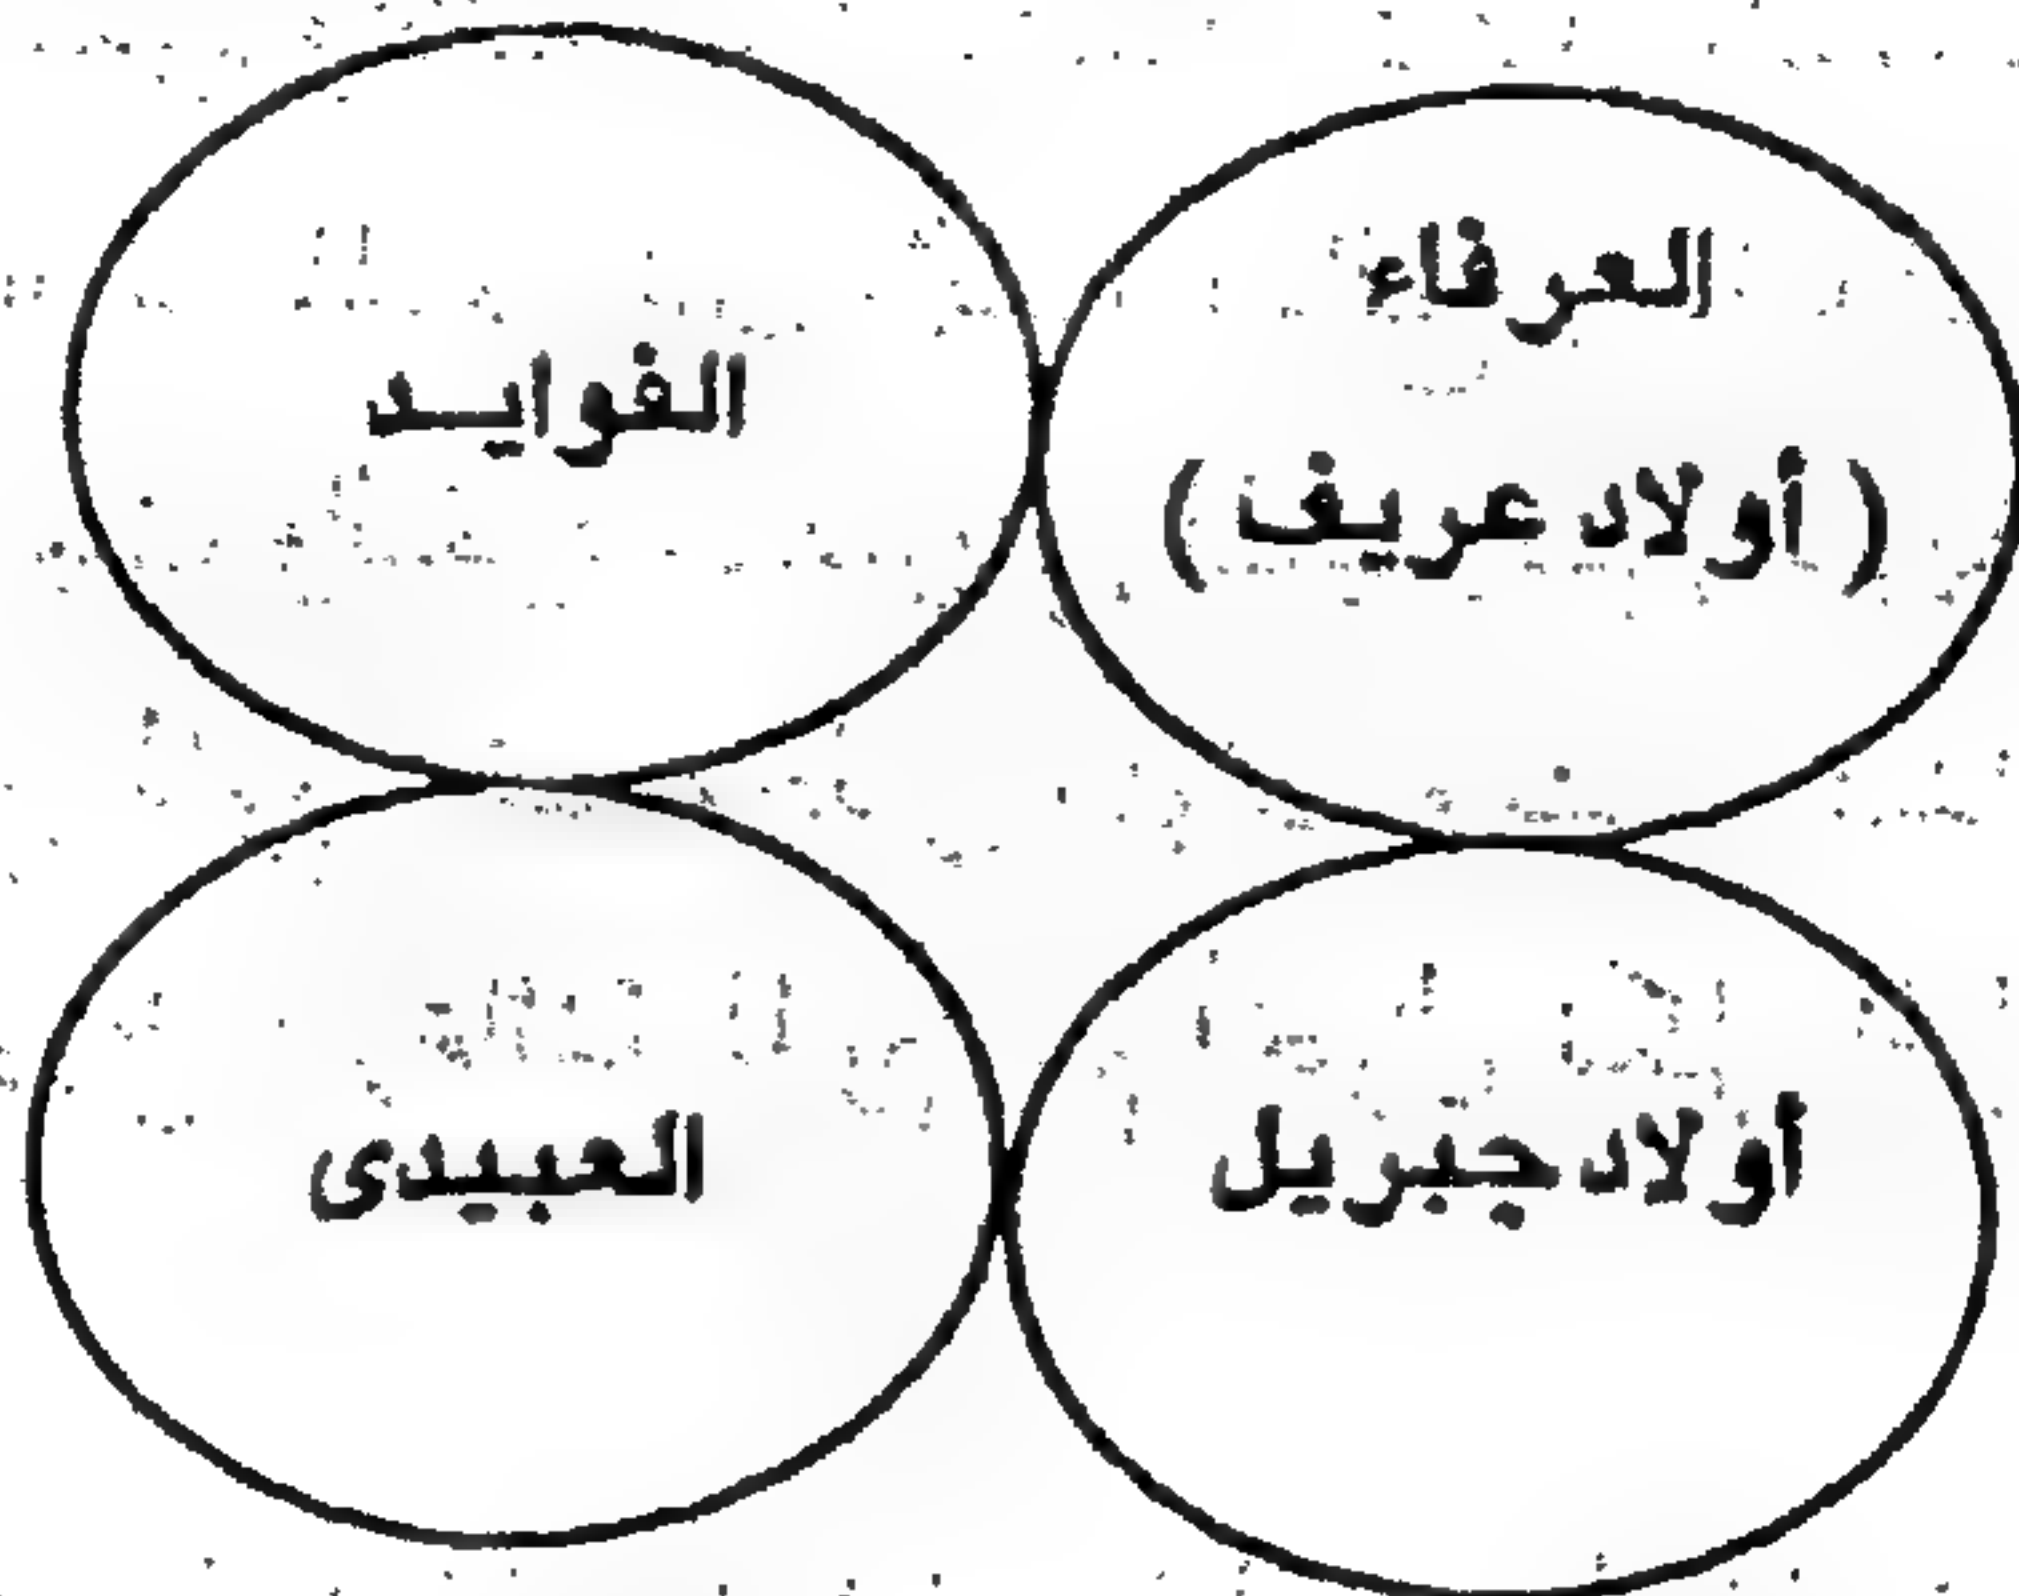 العرفاء
( أولاد عريف )
الفوايد
أولاد جبريل
العبيدى